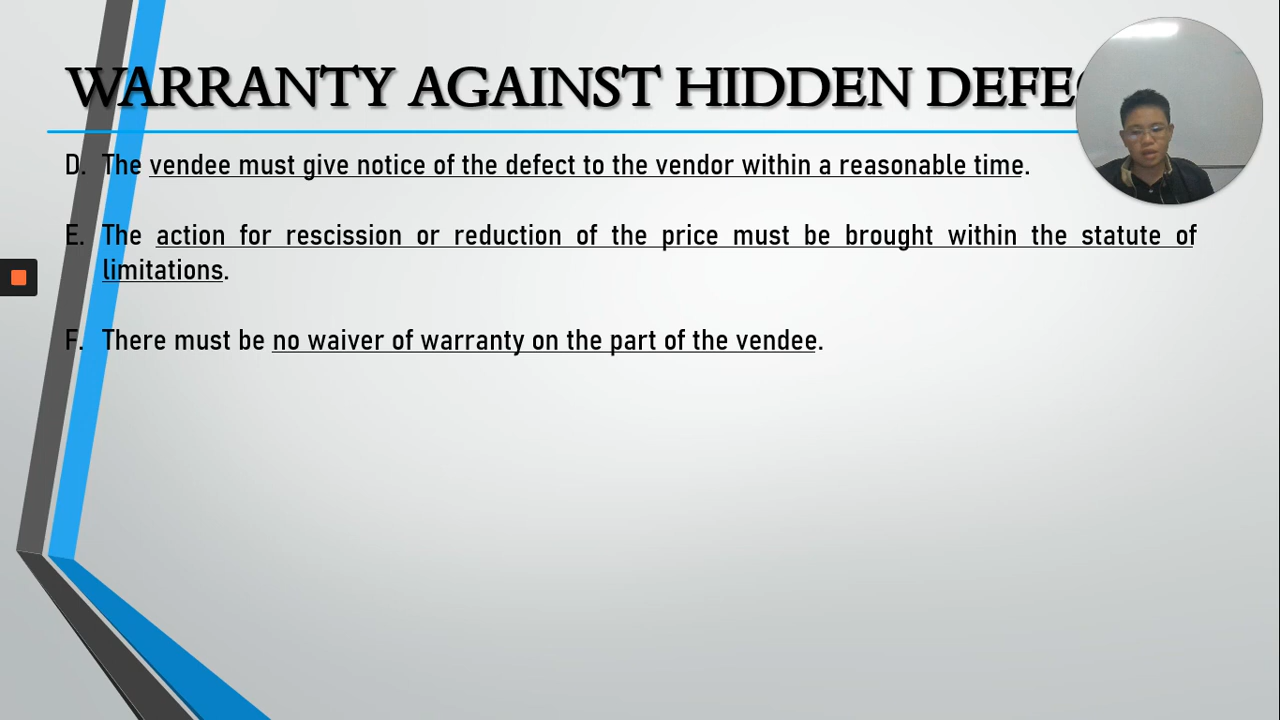 WARRANTY AGAINST HIDDEN
D. The vendee must give notice of the defect to the vendor within a reasonable time.
E. The action for rescission or reduction of the price must be brought within the statute of
limitations.
F. There must be no waiver of warranty on the part of the vendee.